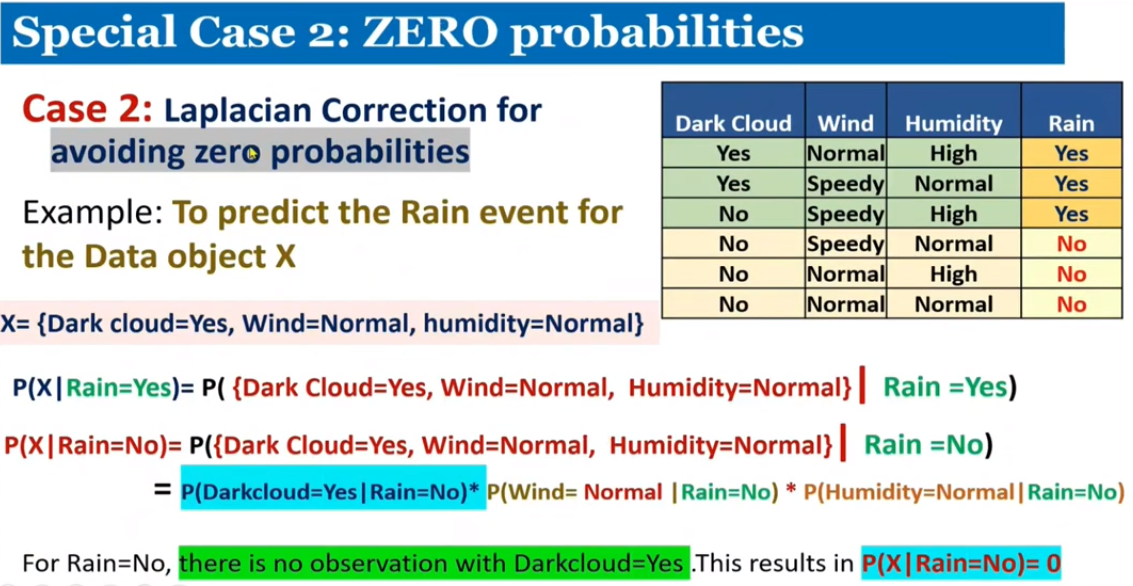 Special Case 2: ZERO probabilities
Case 2: Laplacian Correction for
avoiding zero probabilities
Example: To predict the Rain event for
the Data object X
X= {Dark cloud=Yes, Wind=Normal, humidity=Normal}
Dark Cloud Wind Humidity Rain
Yes Normal High Yes
Yes Speedy Normal Yes
No Speedy High Yes
No Speedy Normal No
No Normal High No
No Normal Normal No
P(X|Rain=Yes)= P( {Dark Cloud=Yes, Wind=Normal, Humidity=Normal} | Rain =Yes)
P(X|Rain=No)= P({Dark Cloud=Yes, Wind=Normal, Humidity=Normal} | Rain =No)
= P(Darkcloud=Yes|Rain=No)* P(Wind= Normal |Rain=No) * P(Humidity=Normal|Rain=No)
For Rain=No, there is no observation with Darkcloud=Yes .This results in P(X|Rain=No)= 0